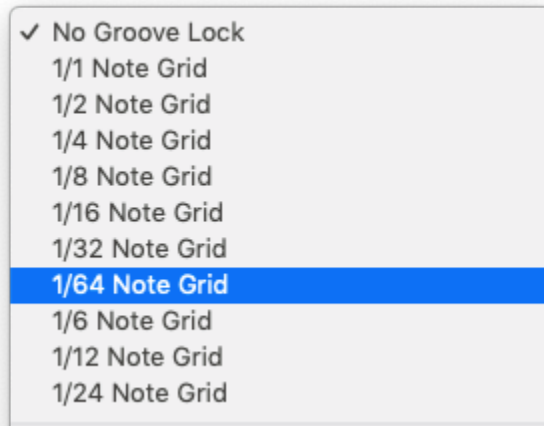 ✓ No Groove Lock
1/1 Note Grid
1/2 Note Grid
1/4 Note Grid
1/8 Note Grid
1/16 Note Grid
1/32 Note Grid
1/64 Note Grid
1/6 Note Grid
1/12 Note Grid
1/24 Note Grid